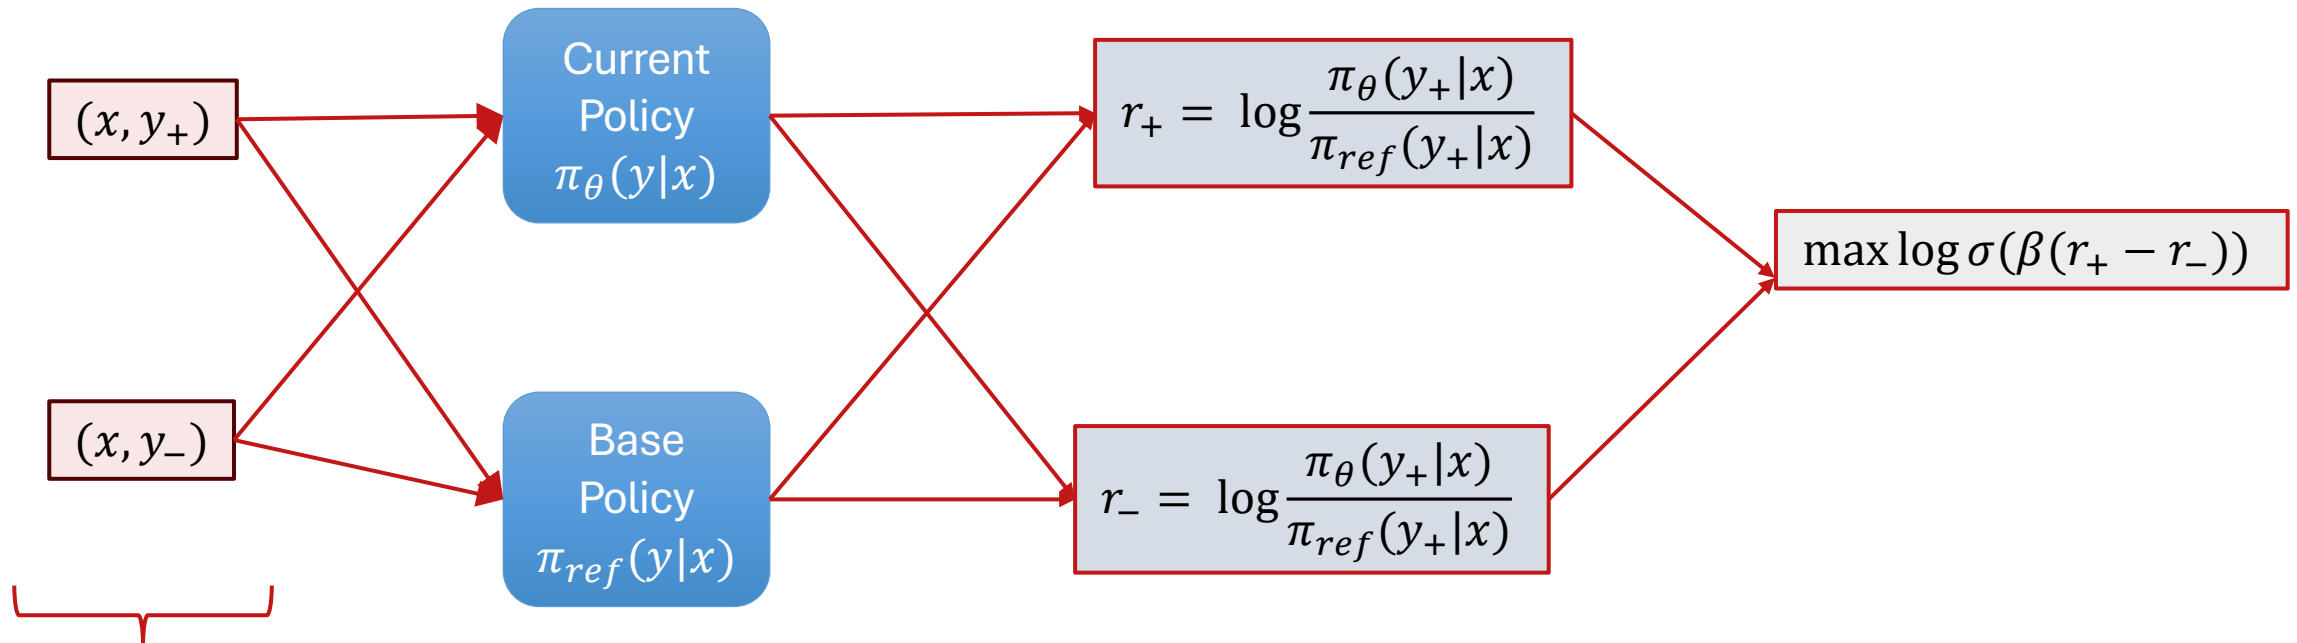 (x, y₊)
(x, y₋)
Current
Policy
π_θ(y|x)
Base
Policy
π_ref(y|x)
r₊ = log π_θ(y₊|x) / π_ref(y₊|x)
r₋ = log π_θ(y₊|x) / π_ref(y₊|x)
max log σ(β(r₊ − r₋))